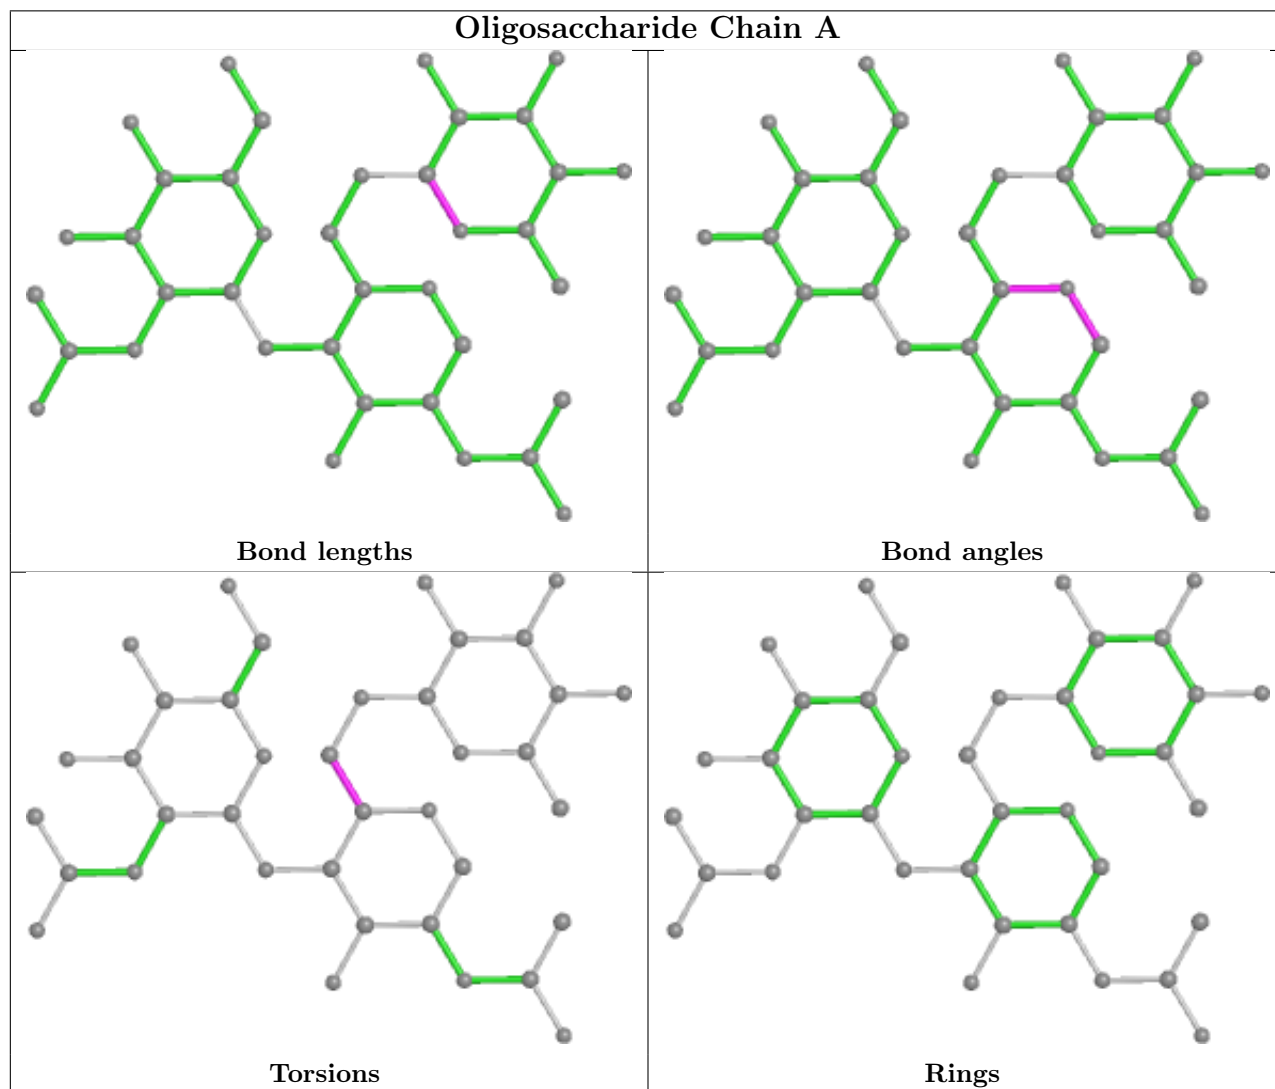 Oligosaccharide Chain A
Bond lengths
Bond angles
Torsions
Rings